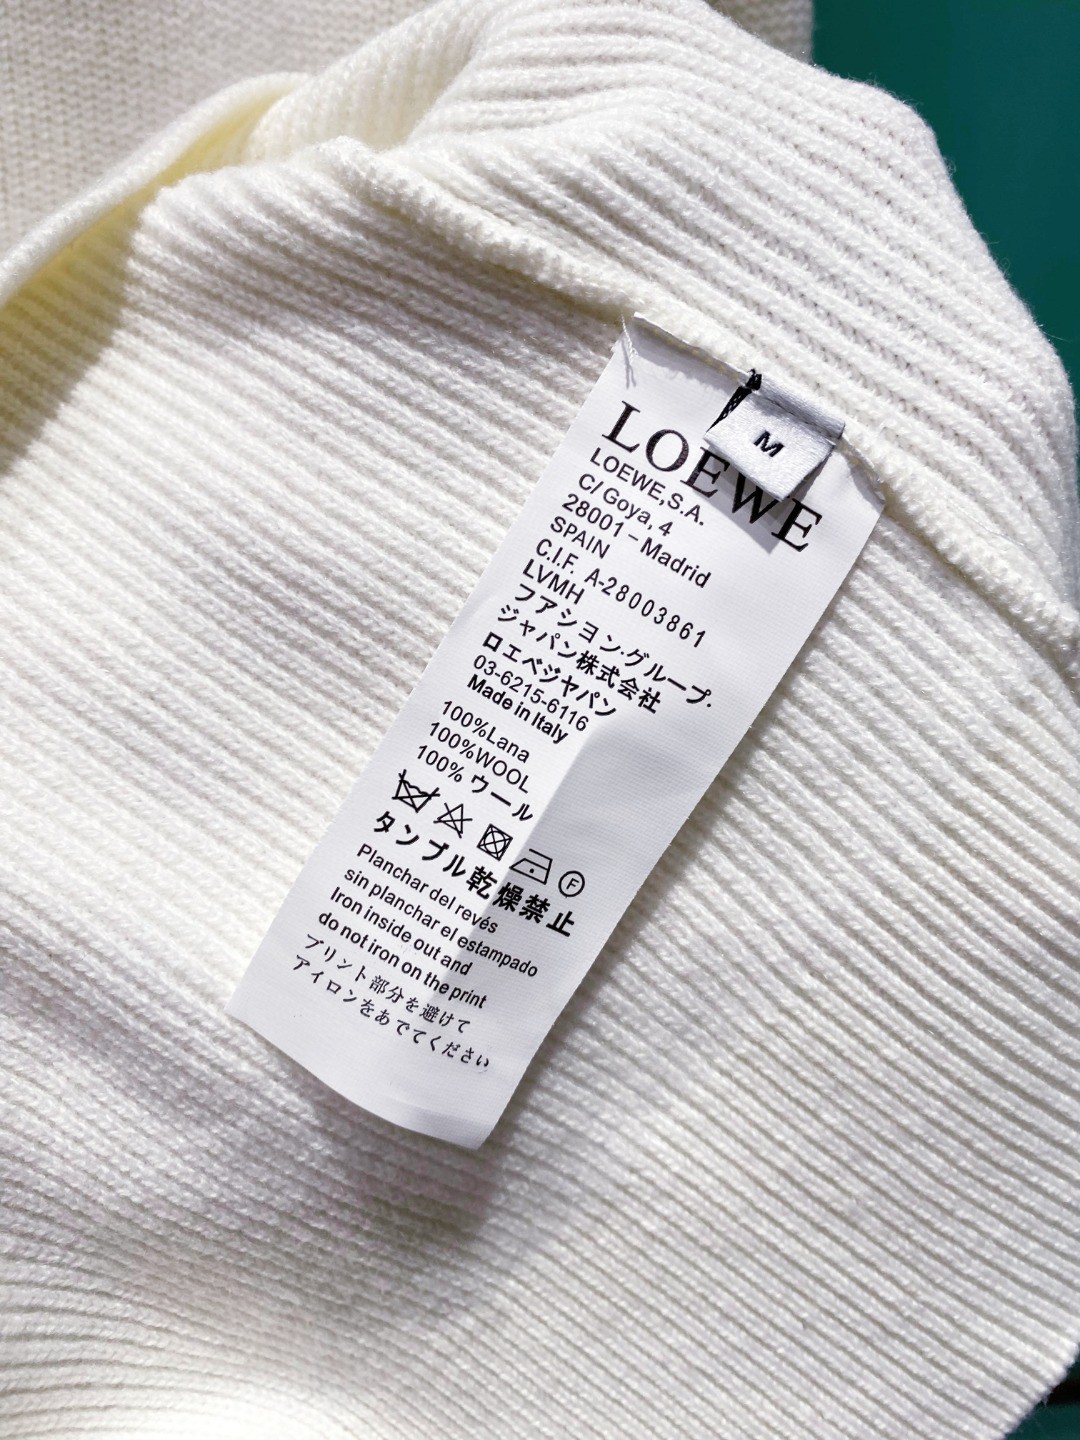 M
LOEWE
LOEWE,S.A.
C/ Goya, 4
28001 – Madrid
SPAIN
C.I.F. A-28003861
LVMH
ファション·グループ.
ジャパン株式会社
ロエベジャパン
03-6215-6116
Made in Italy
100%Lana
100%WOOL
100% ウール
F
タンブル乾燥禁止
Planchar del revés
sin planchar el estampado
Iron inside out and
do not iron on the print
プリント部分を避けて
アイロンをあでてください